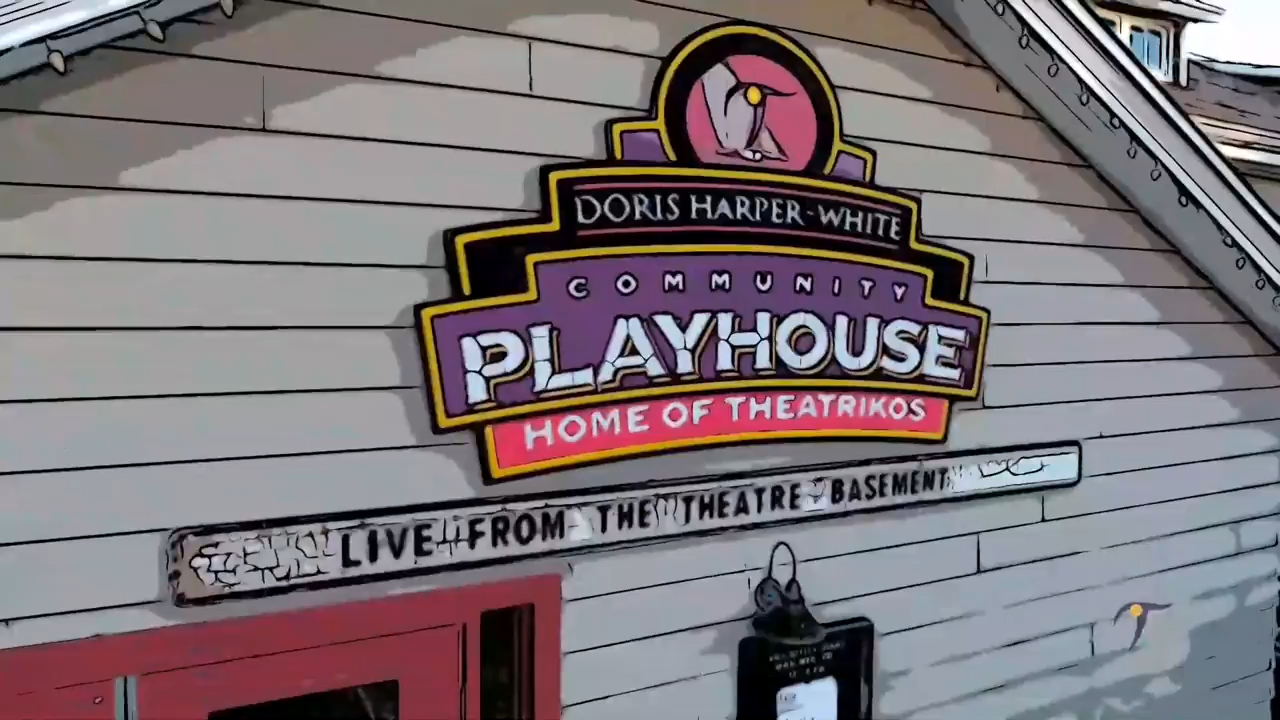 DORIS HARPER-WHITE
COMMUNITY
PLAYHOUSE
HOME OF THEATRIKOS
LIVE FROM THE THEATRE BASEMENT